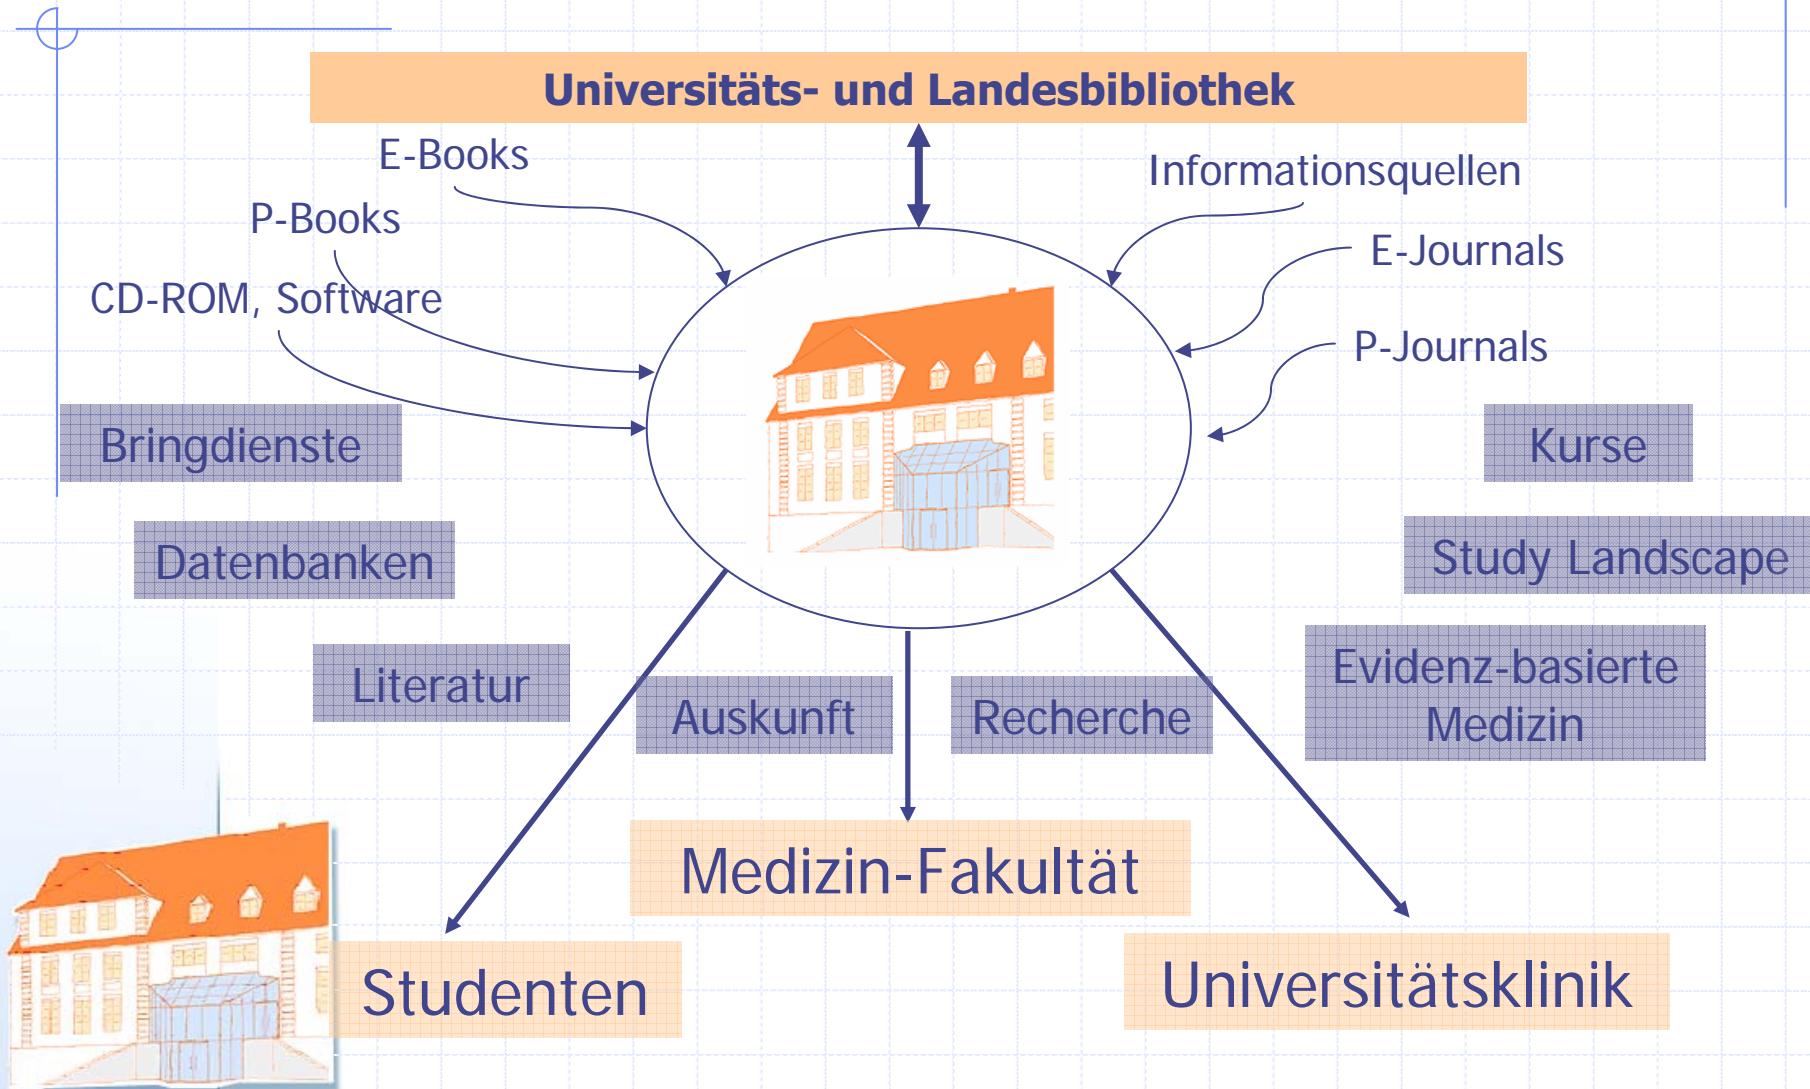 Universitäts- und Landesbibliothek
E-Books
Informationsquellen
P-Books
E-Journals
CD-ROM, Software
P-Journals
Bringdienste
Kurse
Datenbanken
Study Landscape
Literatur
Auskunft
Recherche
Evidenz-basierte
Medizin
Medizin-Fakultät
Studenten
Universitätsklinik